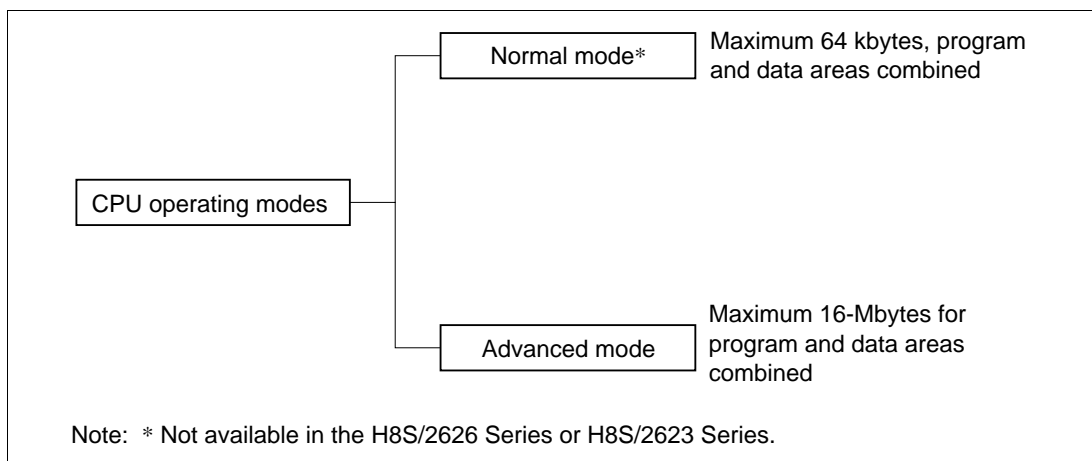 Normal mode*
Maximum 64 kbytes, program
and data areas combined
CPU operating modes
Advanced mode
Maximum 16-Mbytes for
program and data areas
combined
Note: * Not available in the H8S/2626 Series or H8S/2623 Series.